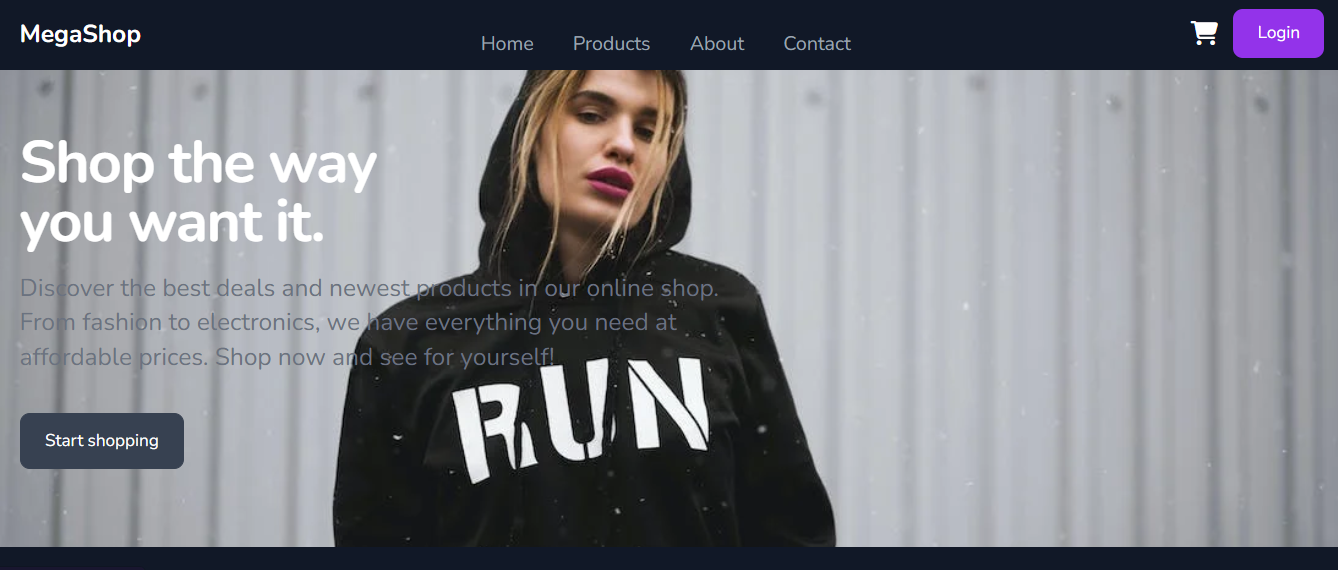 MegaShop
Home Products About Contact
Login
Shop the way
you want it.
Discover the best deals and newest products in our online shop.
From fashion to electronics, we have everything you need at
affordable prices. Shop now and see for yourself!
RUN
Start shopping